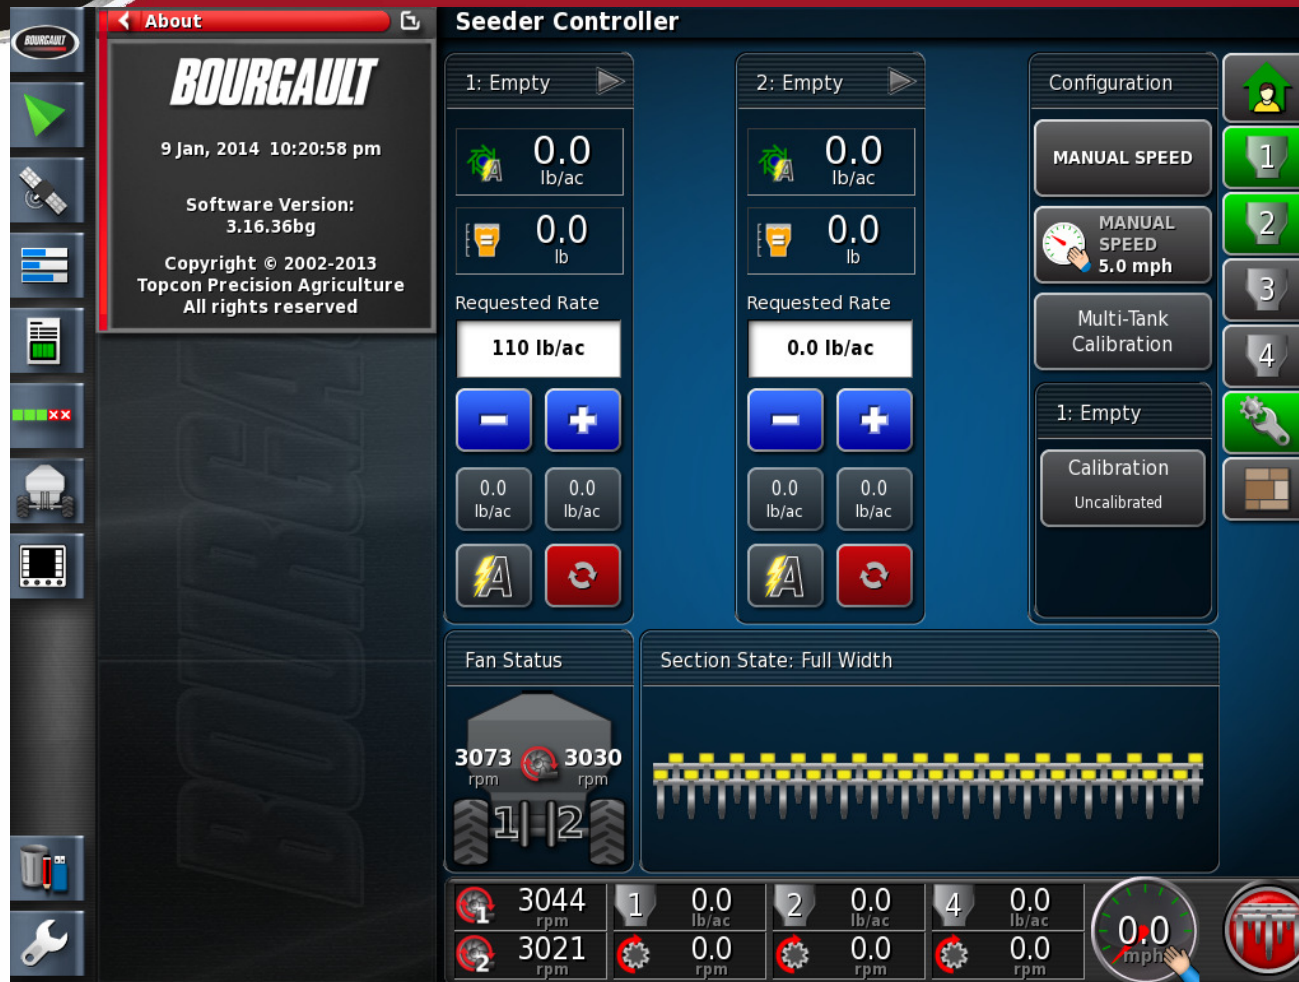 BOURGAULT
About
Seeder Controller
BOURGAULT
9 Jan, 2014 10:20:58 pm
Software Version:
3.16.36bg
Copyright © 2002-2013
Topcon Precision Agriculture
All rights reserved
BOURGAULT
1: Empty
0.0
lb/ac
A
0.0
lb
Requested Rate
110 lb/ac
0.0
lb/ac
0.0
lb/ac
A
2: Empty
0.0
lb/ac
A
0.0
lb
Requested Rate
0.0 lb/ac
0.0
lb/ac
0.0
lb/ac
A
Configuration
MANUAL SPEED
MANUAL
SPEED
5.0 mph
Multi-Tank
Calibration
1: Empty
Calibration
Uncalibrated
1
2
3
4
Fan Status
3073
rpm
3030
rpm
1 2
Section State: Full Width
1
3044
rpm
1
0.0
lb/ac
2
0.0
lb/ac
4
0.0
lb/ac
2
3021
rpm
0.0
rpm
0.0
rpm
0.0
rpm
0.0
mph